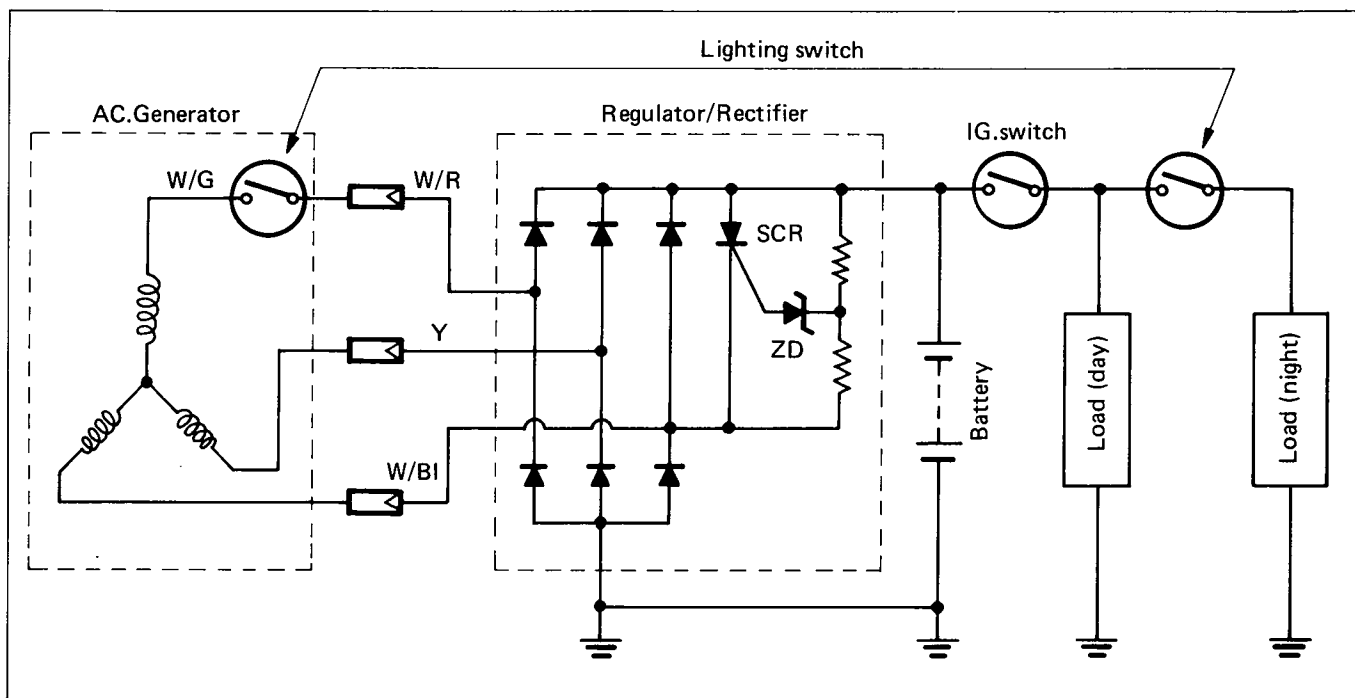 Lighting switch
AC.Generator
Regulator/Rectifier
IG.switch
W/G
W/R
SCR
Y
ZD
W/Bl
Battery
Load (day)
Load (night)